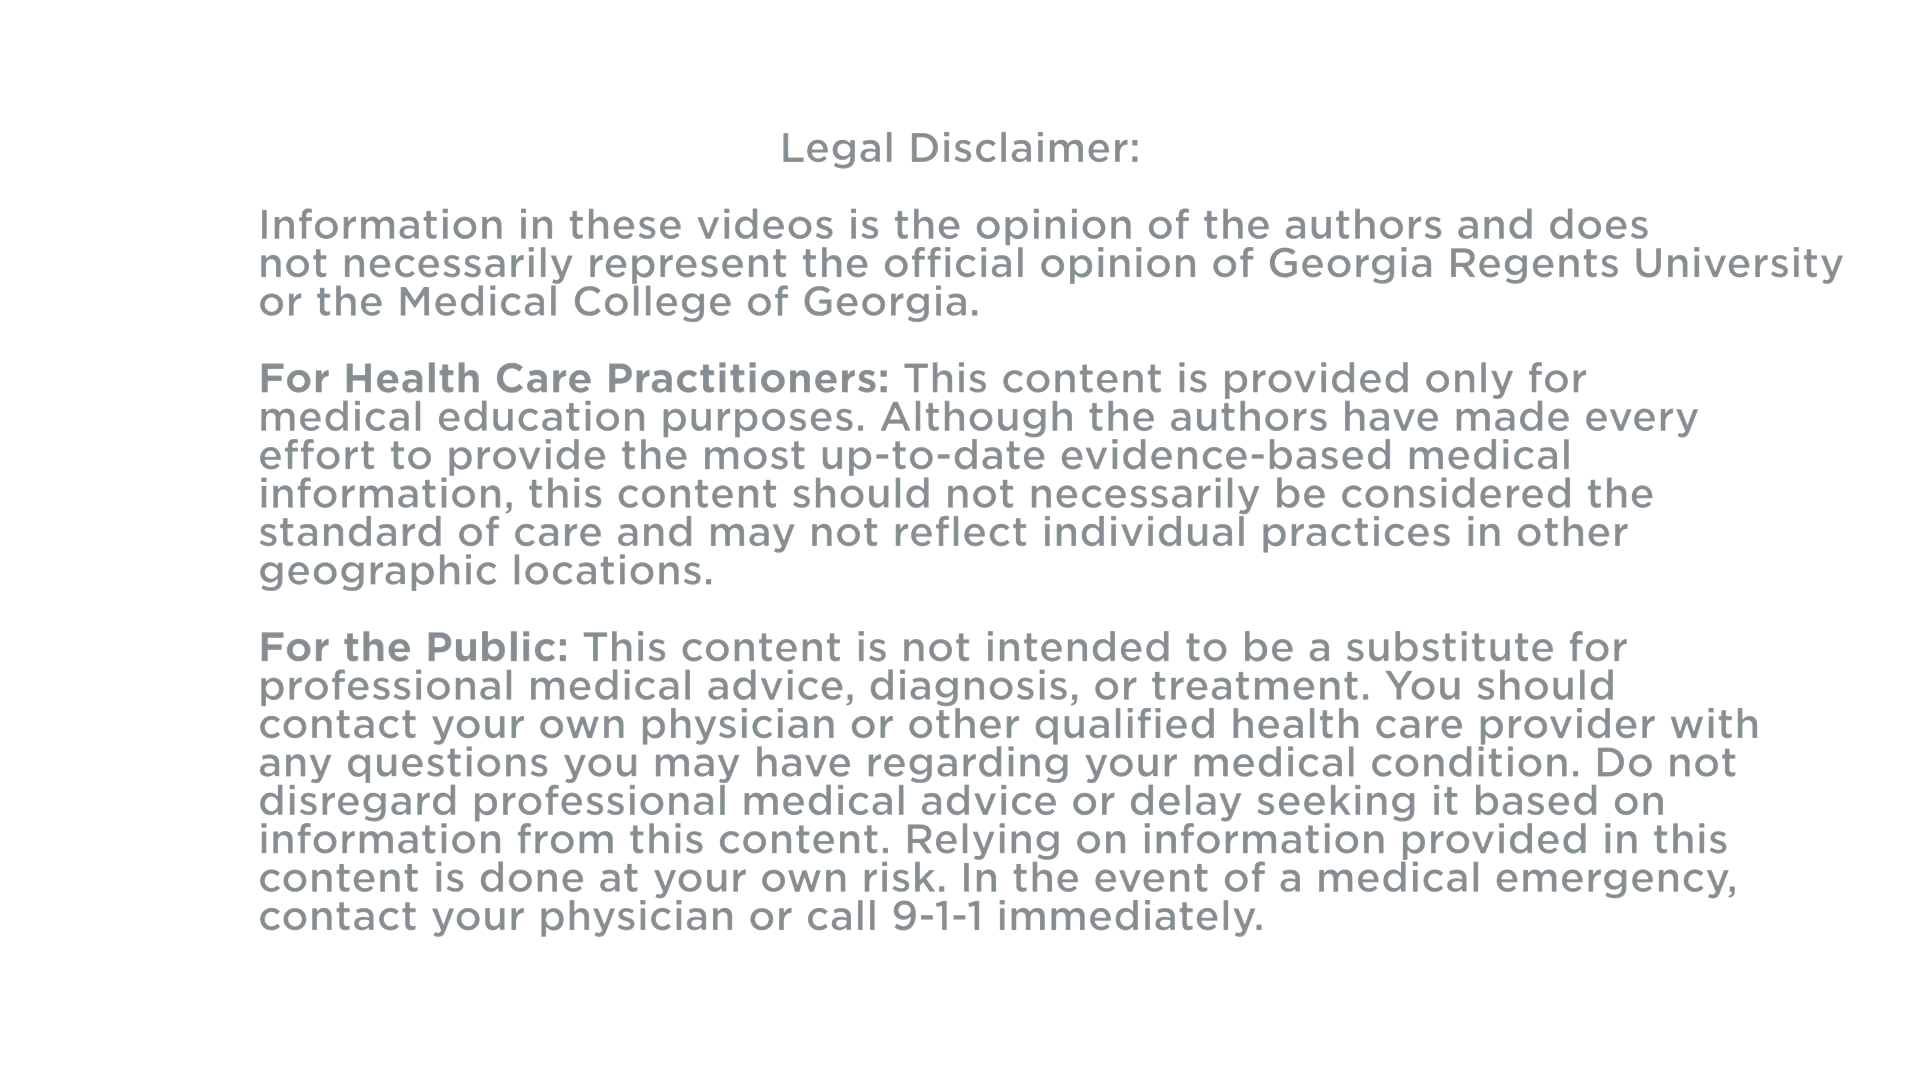 Legal Disclaimer:
Information in these videos is the opinion of the authors and does
not necessarily represent the official opinion of Georgia Regents University
or the Medical College of Georgia.
For Health Care Practitioners: This content is provided only for
medical education purposes. Although the authors have made every
effort to provide the most up-to-date evidence-based medical
information, this content should not necessarily be considered the
standard of care and may not reflect individual practices in other
geographic locations.
For the Public: This content is not intended to be a substitute for
professional medical advice, diagnosis, or treatment. You should
contact your own physician or other qualified health care provider with
any questions you may have regarding your medical condition. Do not
disregard professional medical advice or delay seeking it based on
information from this content. Relying on information provided in this
content is done at your own risk. In the event of a medical emergency,
contact your physician or call 9-1-1 immediately.